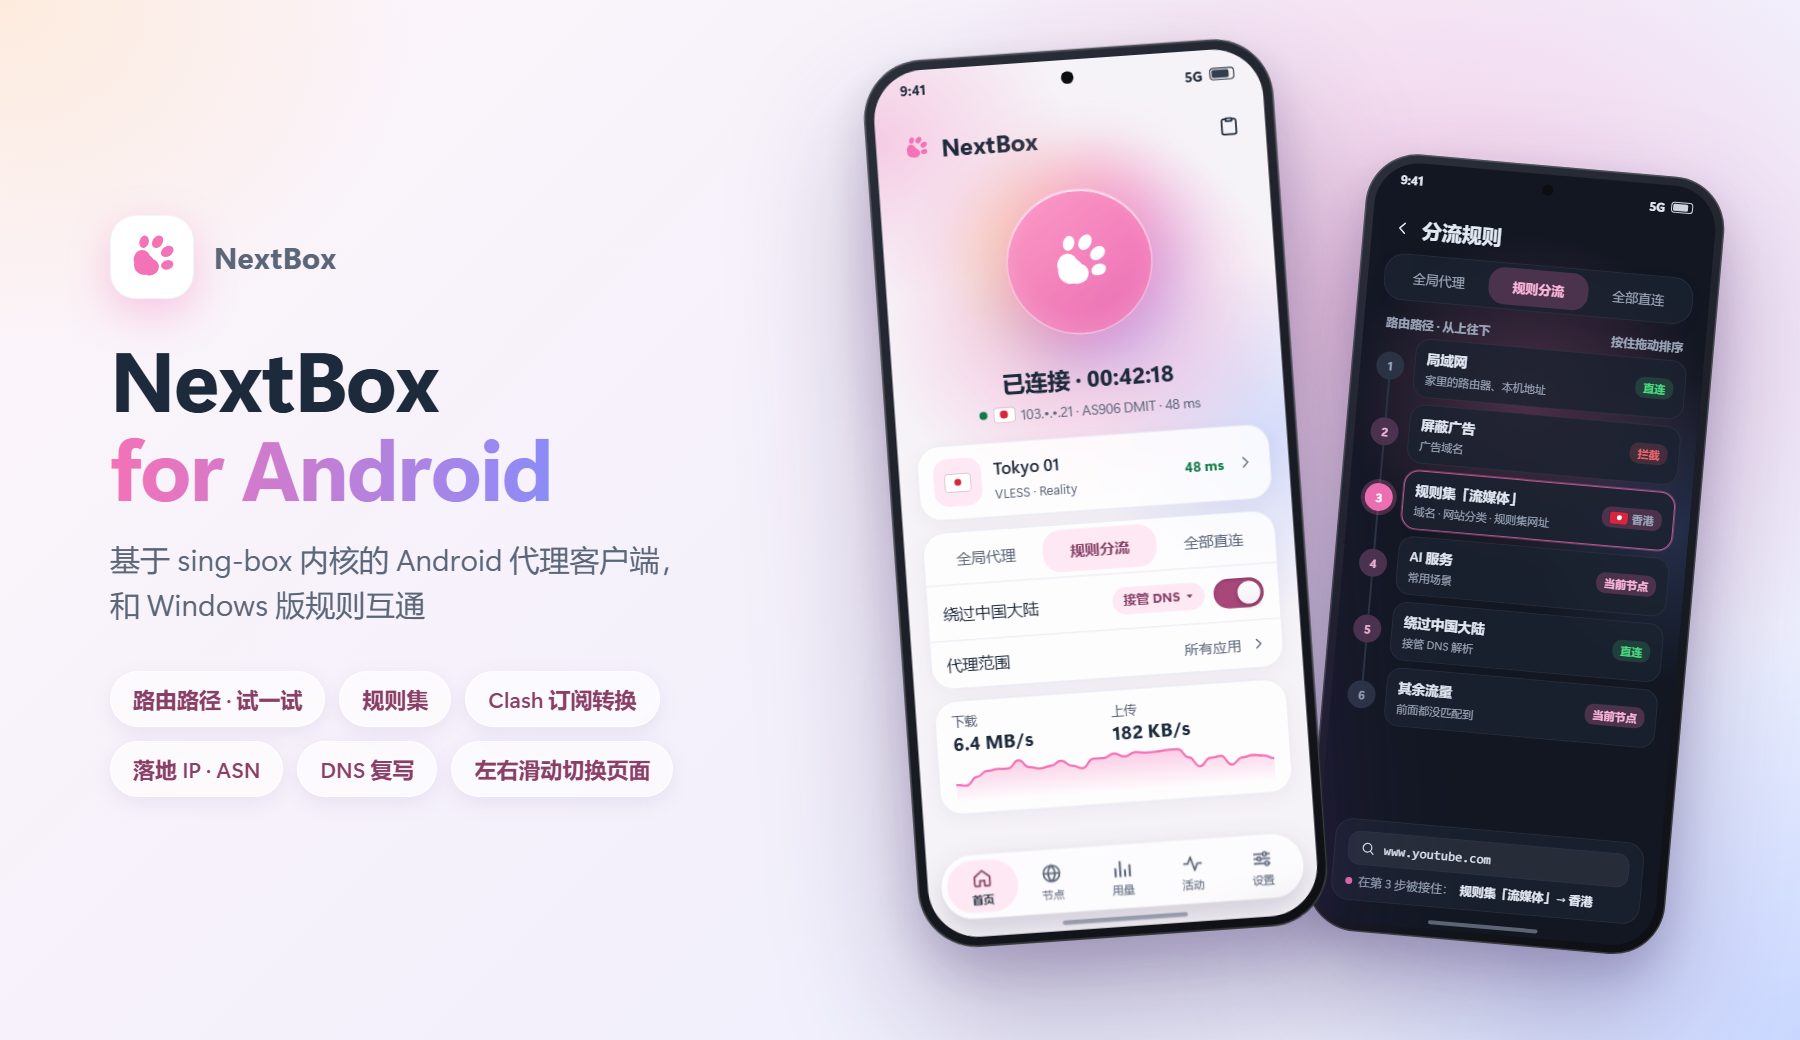 NextBox
NextBox
for Android
基于 sing-box 内核的 Android 代理客户端，
和 Windows 版规则互通
路由路径 · 试一试
规则集
Clash 订阅转换
落地 IP · ASN
DNS 复写
左右滑动切换页面
9:41
5G
NextBox
已连接 · 00:42:18
103.•.•.21 · AS906 DMIT · 48 ms
Tokyo 01
VLESS · Reality
48 ms
全局代理
规则分流
全部直连
绕过中国大陆
接管 DNS
代理范围
所有应用
下载
上传
6.4 MB/s
182 KB/s
首页
节点
用量
活动
设置
9:41
5G
分流规则
全局代理
规则分流
全部直连
路由路径 · 从上往下
按住拖动排序
1
局域网
家里的路由器、本机地址
直连
2
屏蔽广告
广告域名
拦截
3
规则集「流媒体」
域名 · 网站分类 · 规则集网址
香港
4
AI 服务
常用场景
当前节点
5
绕过中国大陆
接管 DNS 解析
直连
6
其余流量
前面都没匹配到
当前节点
www.youtube.com
在第 3 步被接住： 规则集「流媒体」→ 香港